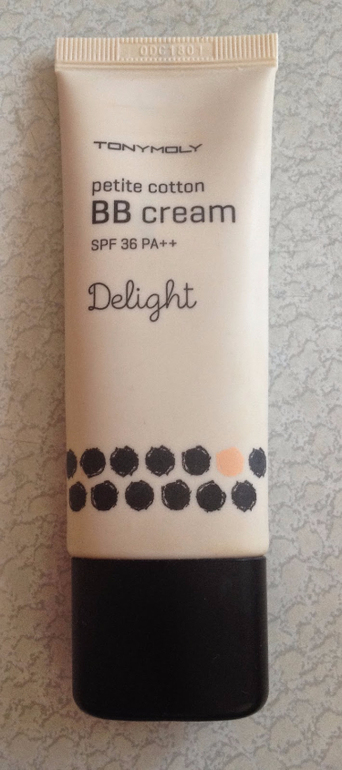 TONYMOLY
petite cotton
BB cream
SPF 36 PA++
Delight